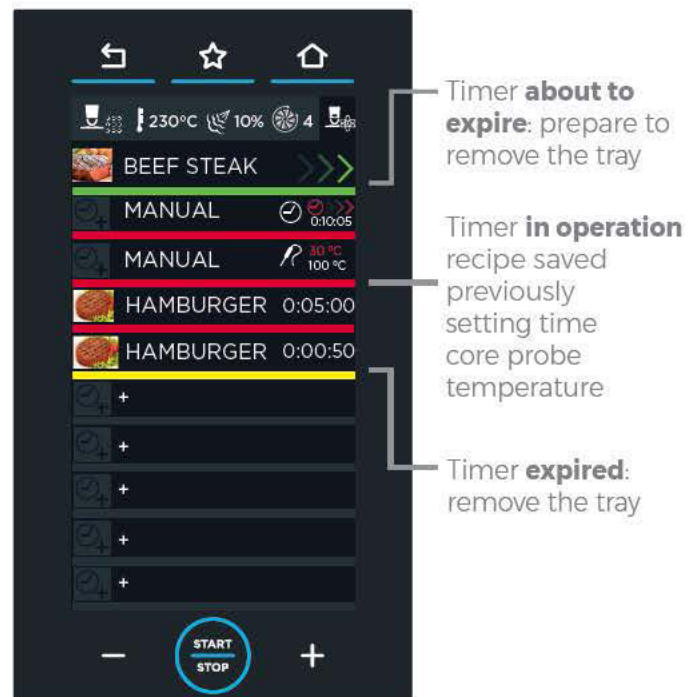 230°C 10% 4
BEEF STEAK
MANUAL 0:10:05
MANUAL 30 °C
100 °C
HAMBURGER 0:05:00
HAMBURGER 0:00:50
+
+
+
+
+
START
STOP
Timer about to
expire: prepare to
remove the tray
Timer in operation
recipe saved
previously
setting time
core probe
temperature
Timer expired:
remove the tray